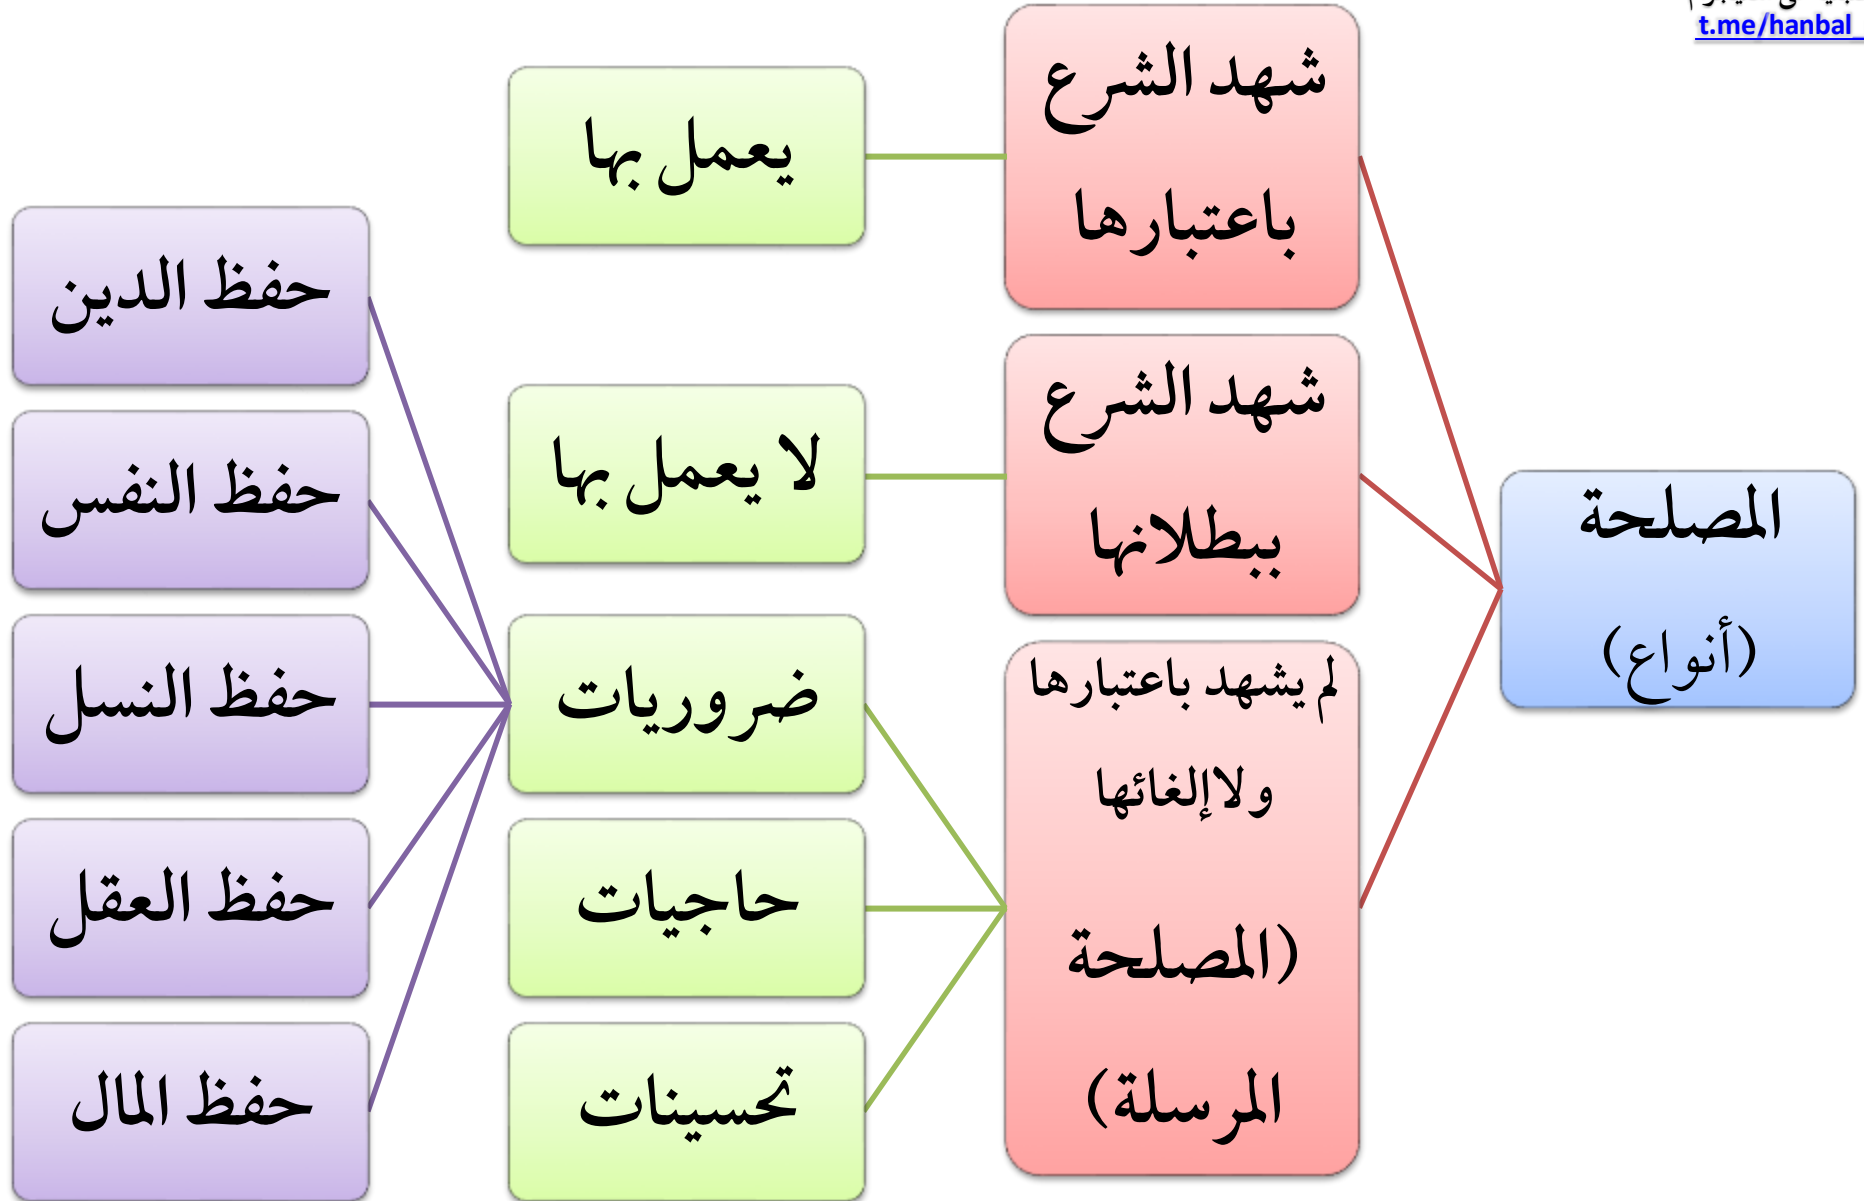 t.me/hanbal_
المصلحة
(أنواع)
شهد الشرع
باعتبارها
يعمل بها
شهد الشرع
ببطلانها
لا يعمل بها
لم يشهد باعتبارها
ولا إلغائها
(المصلحة
المرسلة)
ضروريات
حفظ الدين
حفظ النفس
حفظ النسل
حفظ العقل
حفظ المال
حاجيات
تحسينات